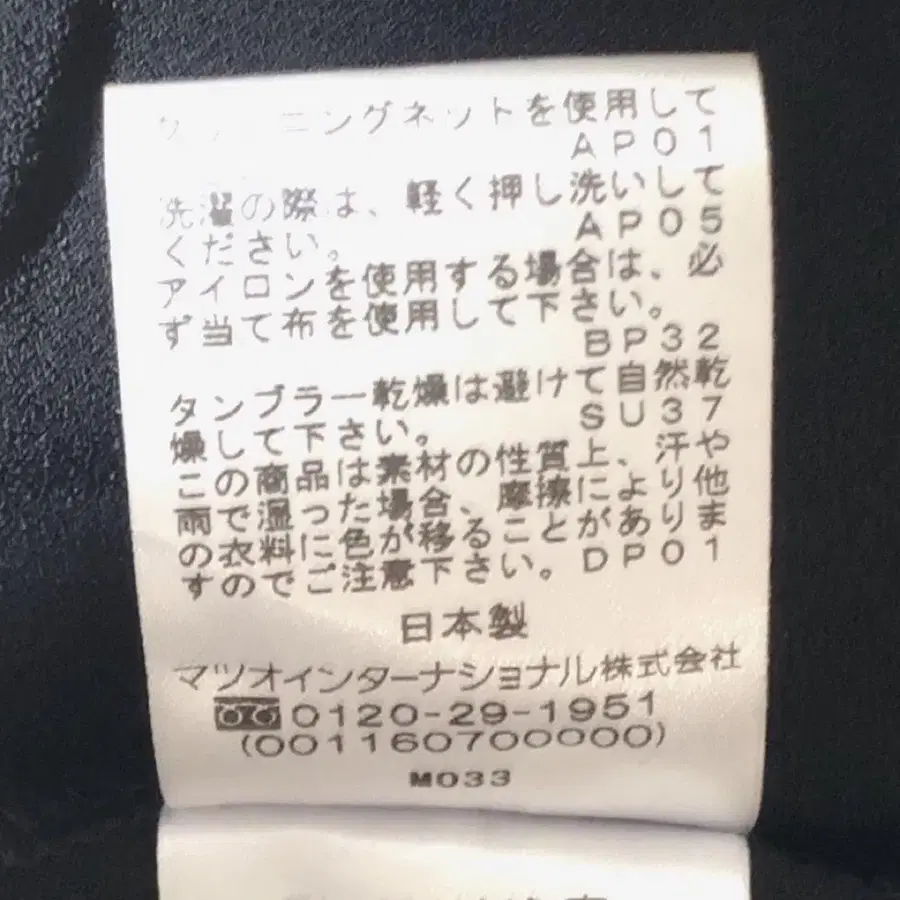 クリーニングネットを使用して
AP01
洗濯の際は、軽く押し洗いして
AP05
ください。
アイロンを使用する場合は、必
ず当て布を使用して下さい。
BP32
タンブラー乾燥は避けて自然乾
SU37
燥して下さい。
この商品は素材の性質上、汗や
雨で湿った場合、摩擦により他
の衣料に色が移ることがありま
すのでご注意下さい。DP01
日本製
マツオインターナショナル株式会社
0120-29-1951
(001160700000)
M033